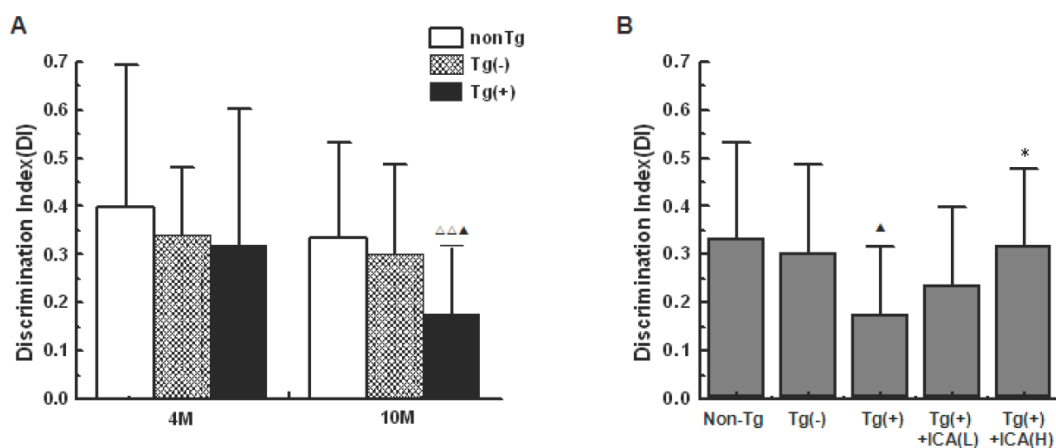 A
nonTg
Tg(-)
Tg(+)
Discrimination Index(DI)
0.7
0.6
0.5
0.4
0.3
0.2
0.1
0.0
△△▲
4M
10M
B
Discrimination Index(DI)
0.7
0.6
0.5
0.4
0.3
0.2
0.1
0.0
▲
*
Non-Tg
Tg(-)
Tg(+)
Tg(+)
+ICA(L)
Tg(+)
+ICA(H)